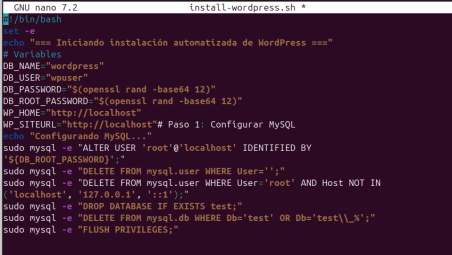 GNU nano 7.2 install-wordpress.sh *
#!/bin/bash
set -e
echo "=== Iniciando instalación automatizada de WordPress ==="
# Variables
DB_NAME="wordpress"
DB_USER="wpuser"
DB_PASSWORD="$(openssl rand -base64 12)"
DB_ROOT_PASSWORD="$(openssl rand -base64 12)"
WP_HOME="http://localhost"
WP_SITEURL="http://localhost"# Paso 1: Configurar MySQL
echo "Configurando MySQL..."
sudo mysql -e "ALTER USER 'root'@'localhost' IDENTIFIED BY
'${DB_ROOT_PASSWORD}';"
sudo mysql -e "DELETE FROM mysql.user WHERE User='';"
sudo mysql -e "DELETE FROM mysql.user WHERE User='root' AND Host NOT IN
('localhost', '127.0.0.1', '::1');"
sudo mysql -e "DROP DATABASE IF EXISTS test;"
sudo mysql -e "DELETE FROM mysql.db WHERE Db='test' OR Db='test\\_%';"
sudo mysql -e "FLUSH PRIVILEGES;"